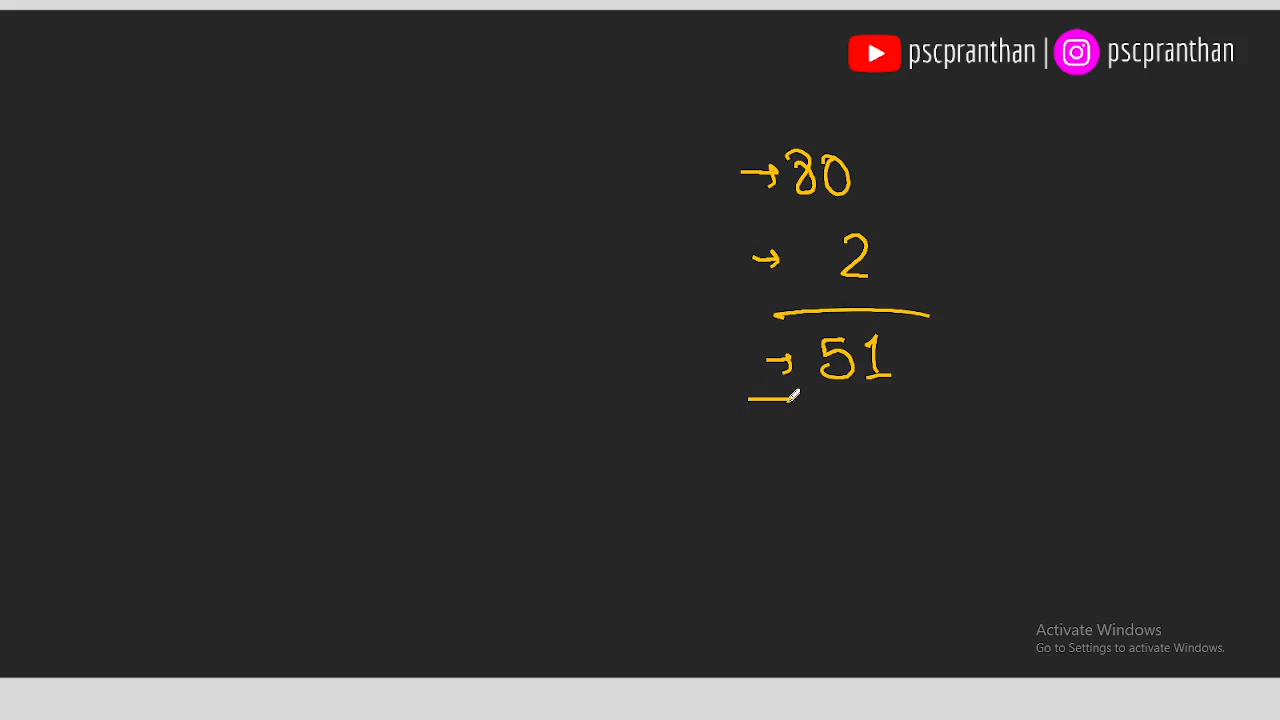 pscpranthan | pscpranthan
→ 80
→ 2
→ 51
Activate Windows
Go to Settings to activate Windows.